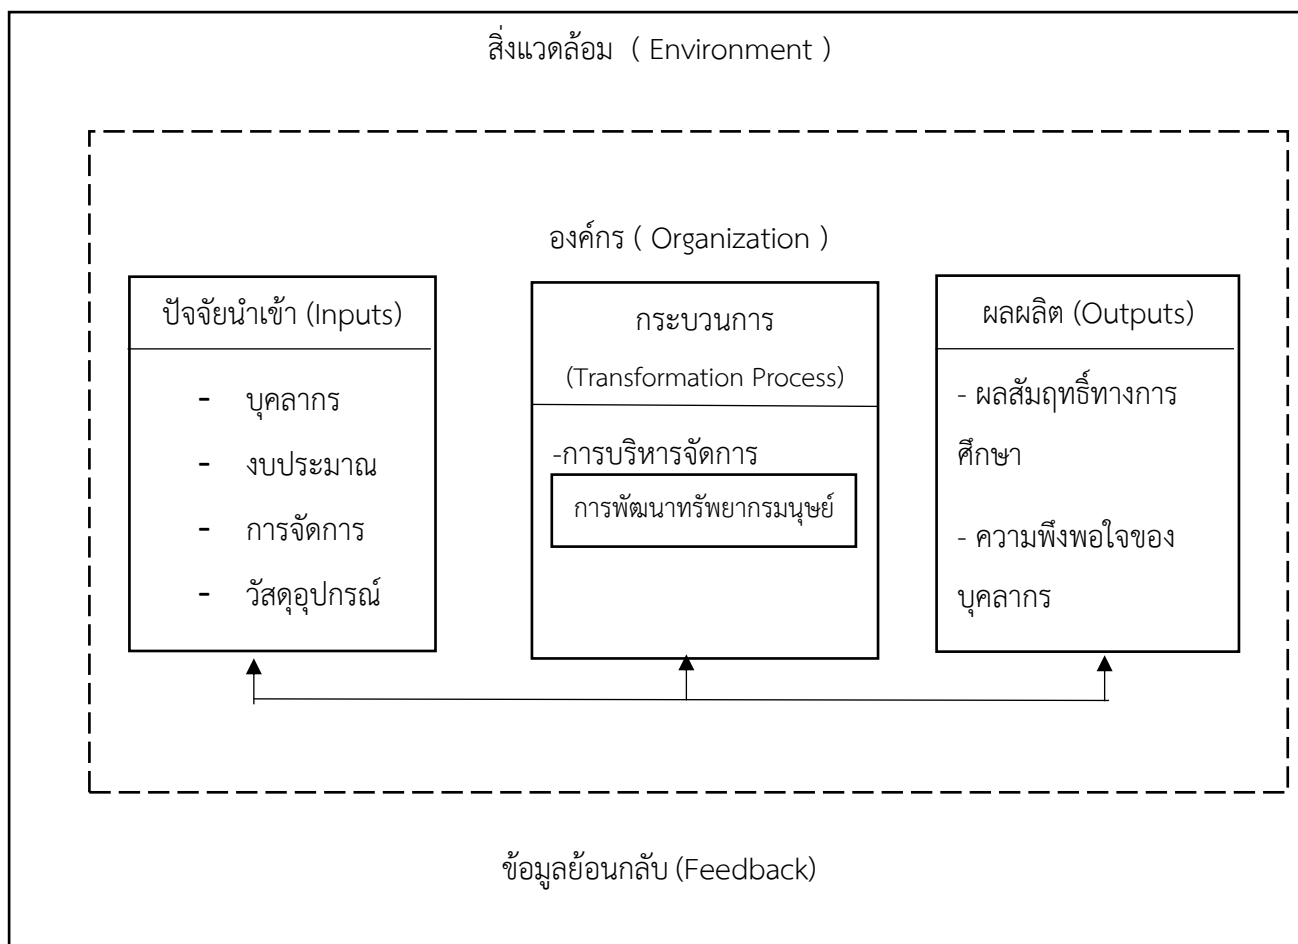 สิ่งแวดล้อม ( Environment )
องค์กร ( Organization )
ปัจจัยนำเข้า (Inputs)
- บุคลากร
- งบประมาณ
- การจัดการ
- วัสดุอุปกรณ์
กระบวนการ
(Transformation Process)
-การบริหารจัดการ
การพัฒนาทรัพยากรมนุษย์
ผลผลิต (Outputs)
- ผลสัมฤทธิ์ทางการ
ศึกษา
- ความพึงพอใจของ
บุคลากร
ข้อมูลย้อนกลับ (Feedback)